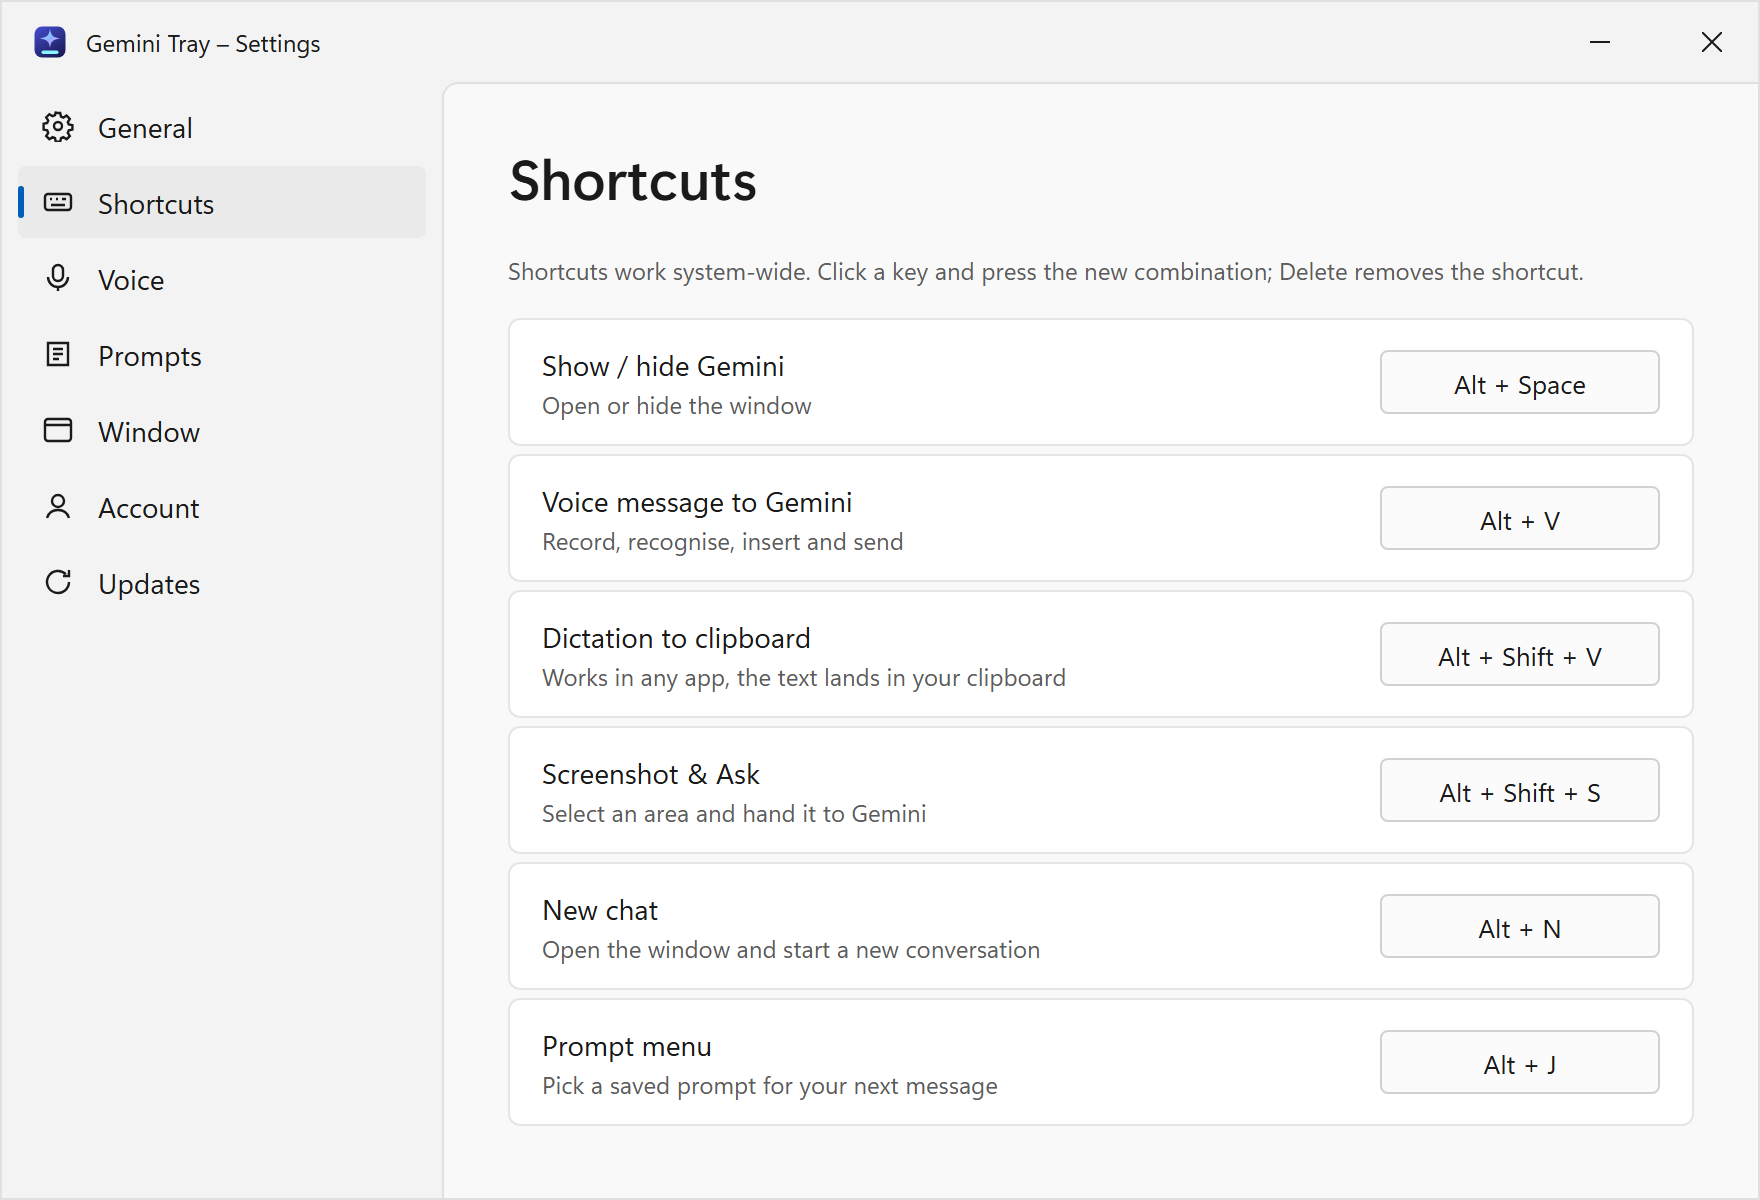 Gemini Tray – Settings
General
Shortcuts
Voice
Prompts
Window
Account
Updates
Shortcuts
Shortcuts work system-wide. Click a key and press the new combination; Delete removes the shortcut.
Show / hide Gemini
Open or hide the window
Alt + Space
Voice message to Gemini
Record, recognise, insert and send
Alt + V
Dictation to clipboard
Works in any app, the text lands in your clipboard
Alt + Shift + V
Screenshot & Ask
Select an area and hand it to Gemini
Alt + Shift + S
New chat
Open the window and start a new conversation
Alt + N
Prompt menu
Pick a saved prompt for your next message
Alt + J